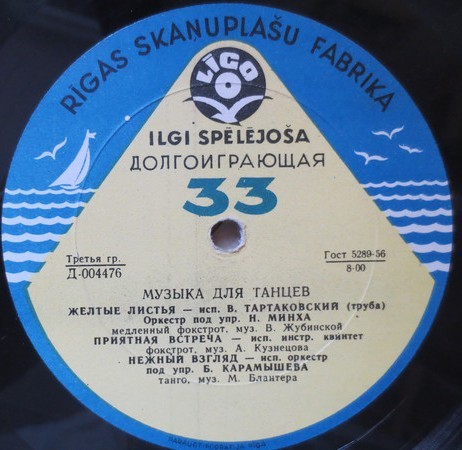 RĪGAS SKAŅUPLAŠU FABRIKA
LĪGO
ILGI SPĒLĒJOŠA
ДОЛГОИГРАЮЩАЯ
33
Третья гр.
Д-004476
Гост 5289-56
8-00
МУЗЫКА ДЛЯ ТАНЦЕВ
ЖЕЛТЫЕ ЛИСТЬЯ — исп. В. ТАРТАКОВСКИЙ (труба)
Оркестр под упр. Н. МИНХА
медленный фокстрот, муз. В. Жубинской
ПРИЯТНАЯ ВСТРЕЧА — исп. инстр. квинтет
фокстрот, муз. А. Кузнецова
НЕЖНЫЙ ВЗГЛЯД — исп. оркестр
под упр. Б. КАРАМЫШЕВА
танго, муз. М. Блантера